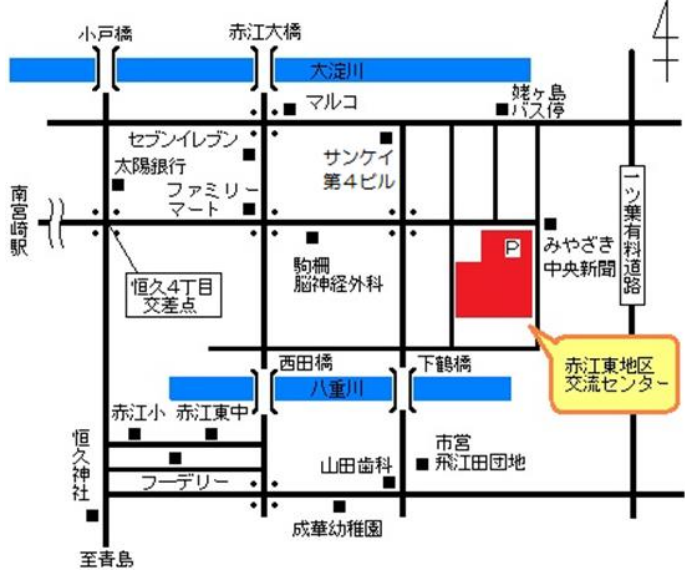 小戸橋
赤江大橋
大淀川
マルコ
姥ヶ島
バス停
セブンイレブン
太陽銀行
サンケイ
第4ビル
ファミリー
マート
南宮崎駅
P
みやざき
中央新聞
一ツ葉有料道路
駒柵
脳神経外科
恒久4丁目
交差点
西田橋
下鶴橋
赤江東地区
交流センター
八重川
赤江小
赤江東中
恒久神社
フーデリー
山田歯科
市営
飛江田団地
成華幼稚園
至青島